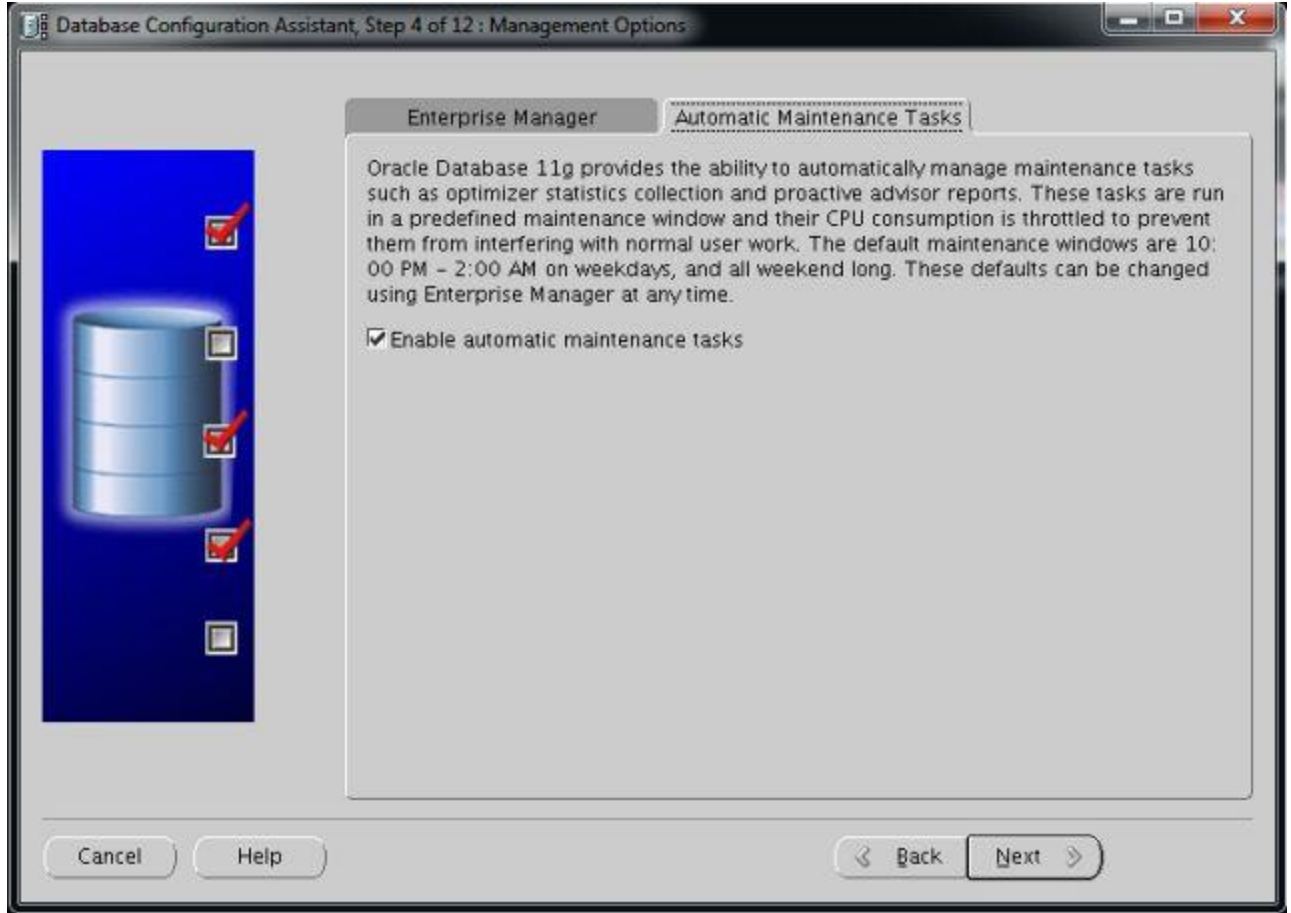 Database Configuration Assistant, Step 4 of 12 : Management Options
Enterprise Manager
Automatic Maintenance Tasks
Oracle Database 11g provides the ability to automatically manage maintenance tasks
such as optimizer statistics collection and proactive advisor reports. These tasks are run
in a predefined maintenance window and their CPU consumption is throttled to prevent
them from interfering with normal user work. The default maintenance windows are 10:
00 PM – 2:00 AM on weekdays, and all weekend long. These defaults can be changed
using Enterprise Manager at any time.
Enable automatic maintenance tasks
Cancel
Help
Back
Next